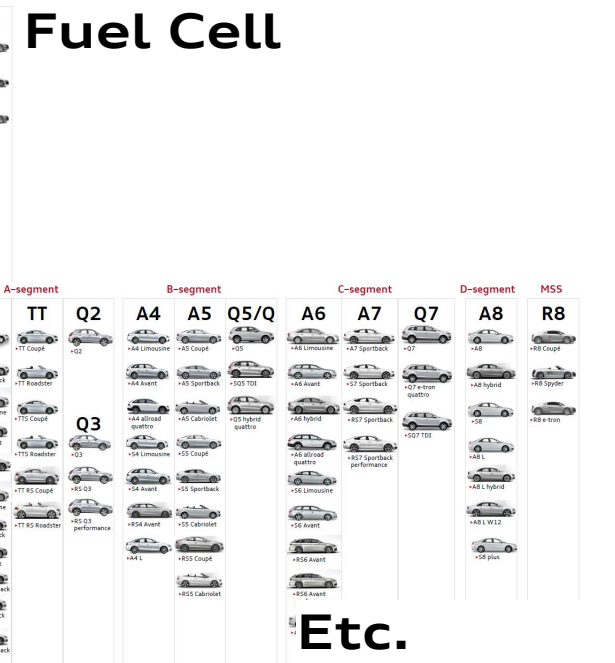 Fuel Cell
A-segment
B-segment
C-segment
D-segment
MSS
TT
Q2
A4
A5
Q5/Q
A6
A7
Q7
A8
R8
TT Coupé
TT Roadster
TTS Coupé
TTS Roadster
TT RS Coupé
TT RS Roadster
Q2
Q3
Q3
RS Q3
RS Q3
performance
A4 Limousine
A4 Avant
A4 allroad
quattro
S4 Limousine
S4 Avant
RS4 Avant
A4 L
A5 Coupé
A5 Sportback
A5 Cabriolet
S5 Coupé
S5 Sportback
S5 Cabriolet
RS5 Coupé
RS5 Cabriolet
Q5
SQ5 TDI
Q5 hybrid
quattro
A6 Limousine
A6 Avant
A6 hybrid
A6 allroad
quattro
S6 Limousine
S6 Avant
RS6 Avant
RS6 Avant
A7 Sportback
S7 Sportback
RS7 Sportback
RS7 Sportback
performance
Q7
Q7 e-tron
quattro
SQ7 TDI
A8
A8 hybrid
S8
A8 L
A8 L hybrid
A8 L W12
S8 plus
R8 Coupé
R8 Spyder
R8 e-tron
Etc.